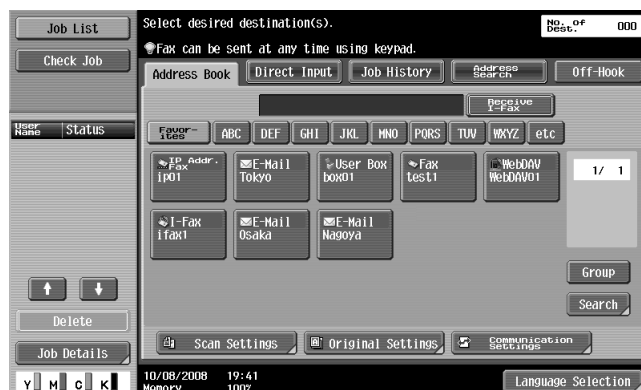 Job List
Check Job
User Name
Status
Delete
Job Details
Y M C K
Select desired destination(s).
No. of Dest. 000
Fax can be sent at any time using keypad.
Address Book
Direct Input
Job History
Address Search
Off-Hook
Receive I-Fax
Favor-ites
ABC
DEF
GHI
JKL
MNO
PQRS
TUV
WXYZ
etc
IP Addr. Fax
ip01
E-Mail
Tokyo
User Box
box01
Fax
test1
WebDAV
WebDAV01
1/ 1
I-Fax
ifax1
E-Mail
Osaka
E-Mail
Nagoya
Group
Search
Scan Settings
Original Settings
Communication Settings
10/08/2008 19:41
Memory 100%
Language Selection